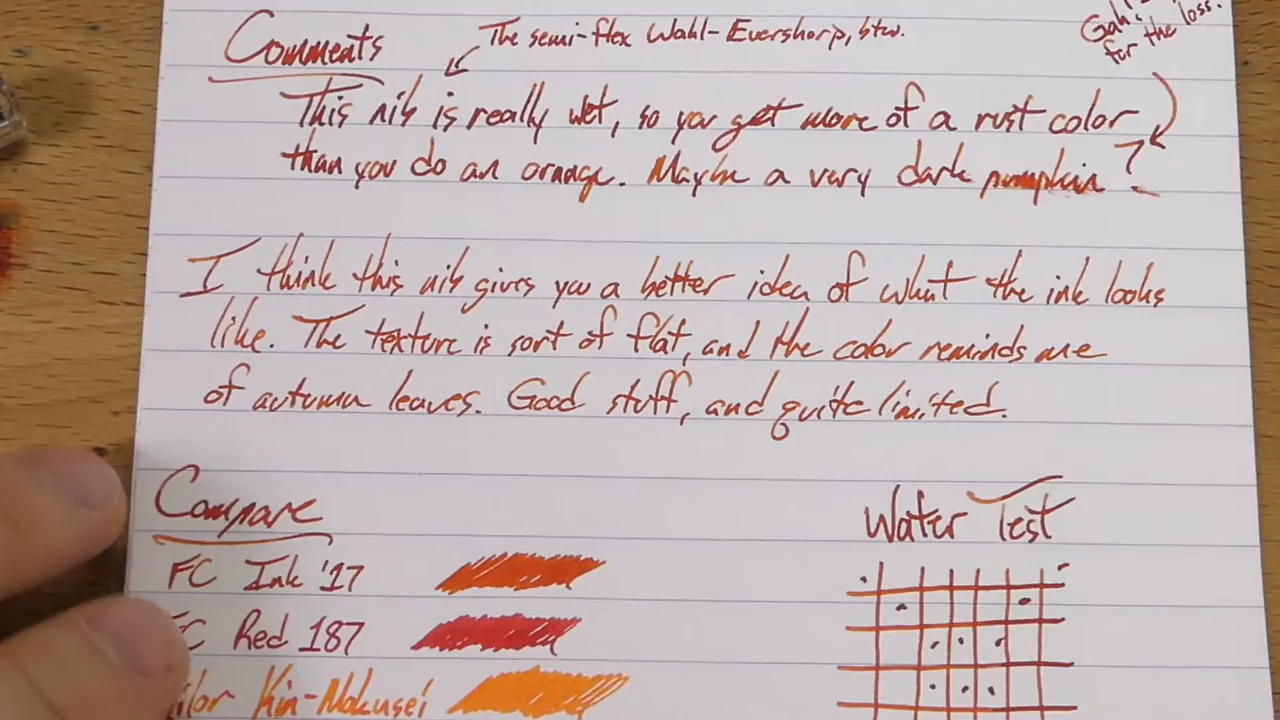 Comments
The semi-flex Wahl-Eversharp, btw.
Gah!
for the loss.
This nib is really wet, so you get more of a rust color
than you do an orange. Maybe a very dark pumpkin?
I think this nib gives you a better idea of what the ink looks
like. The texture is sort of flat, and the color reminds me
of autumn leaves. Good stuff, and quite limited.
Compare
Water Test
FC Ink '17
Red 187
Kin-Mokusei